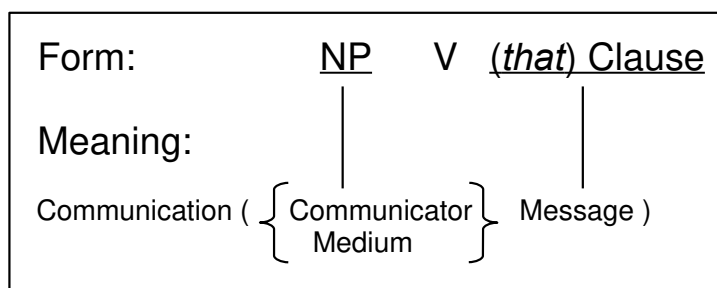 Form: NP V (that) Clause
Meaning:
Communication ( { Communicator } Message )
Medium